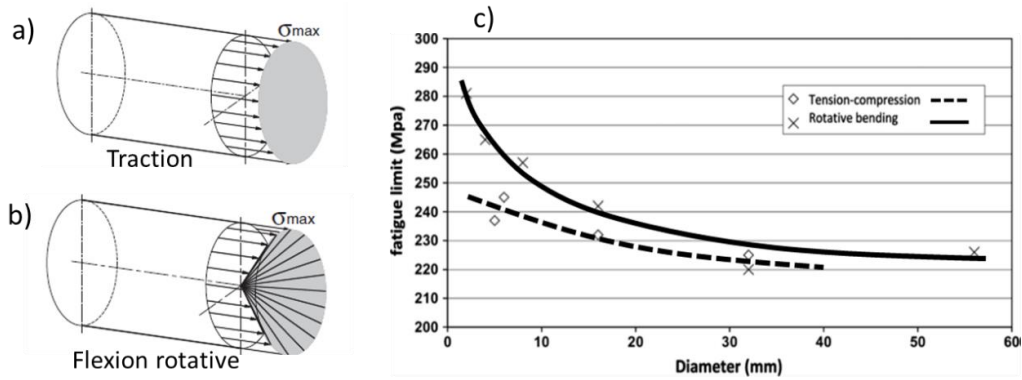 a)
σmax
Traction
b)
σmax
Flexion rotative
c)
fatigue limit (Mpa)
300
290
280
270
260
250
240
230
220
210
200
Tension-compression
Rotative bending
0 10 20 30 40 50 60
Diameter (mm)